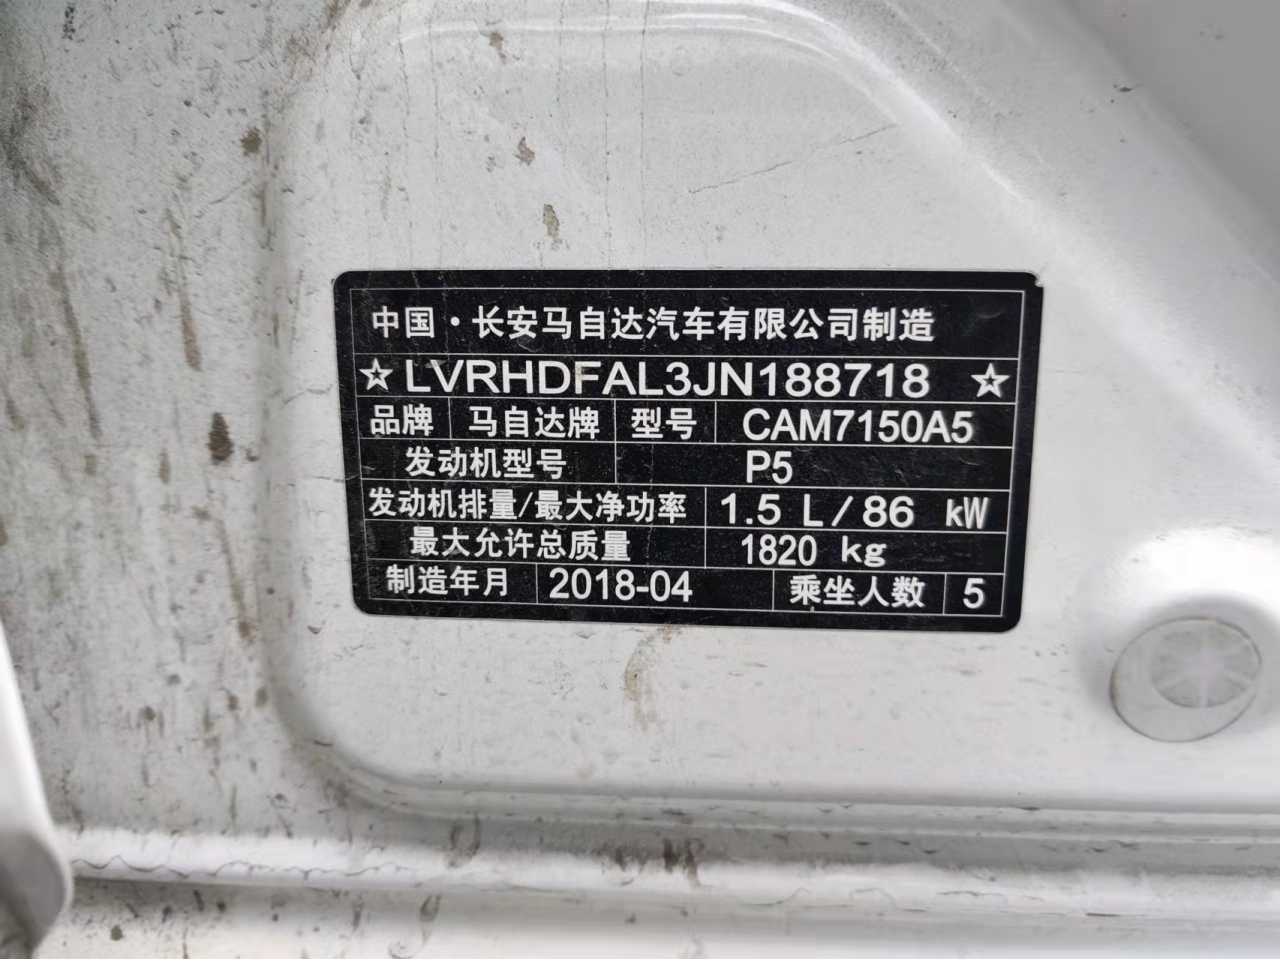 中国·长安马自达汽车有限公司制造
☆LVRHDFAL3JN188718☆
品牌 马自达牌 型号 CAM7150A5
发动机型号 P5
发动机排量/最大净功率 1.5 L/86 kW
最大允许总质量 1820 kg
制造年月 2018-04 乘坐人数 5